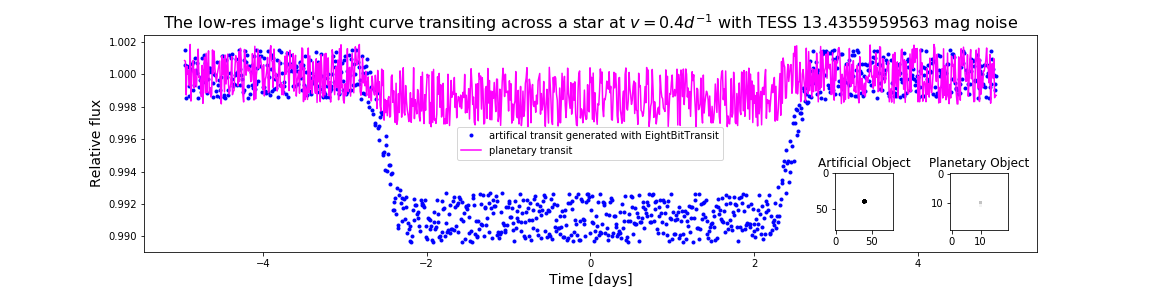 The low-res image's light curve transiting across a star at v = 0.4d⁻¹ with TESS 13.4355959563 mag noise
Relative flux
1.002
1.000
0.998
0.996
0.994
0.992
0.990
artifical transit generated with EightBitTransit
planetary transit
Artificial Object
0
50
0
50
Planetary Object
0
10
0
10
−4
−2
0
2
4
Time [days]